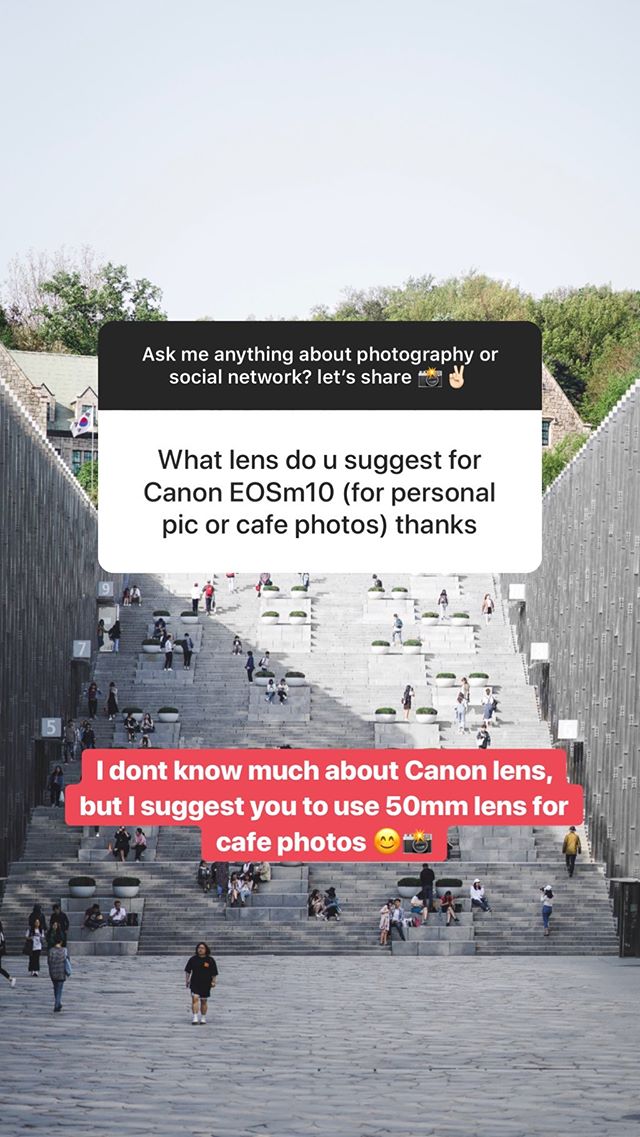 Ask me anything about photography or
social network? let's share 📸✌🏻
What lens do u suggest for
Canon EOSm10 (for personal
pic or cafe photos) thanks
9
7
5
I dont know much about Canon lens,
but I suggest you to use 50mm lens for
cafe photos 😊📸